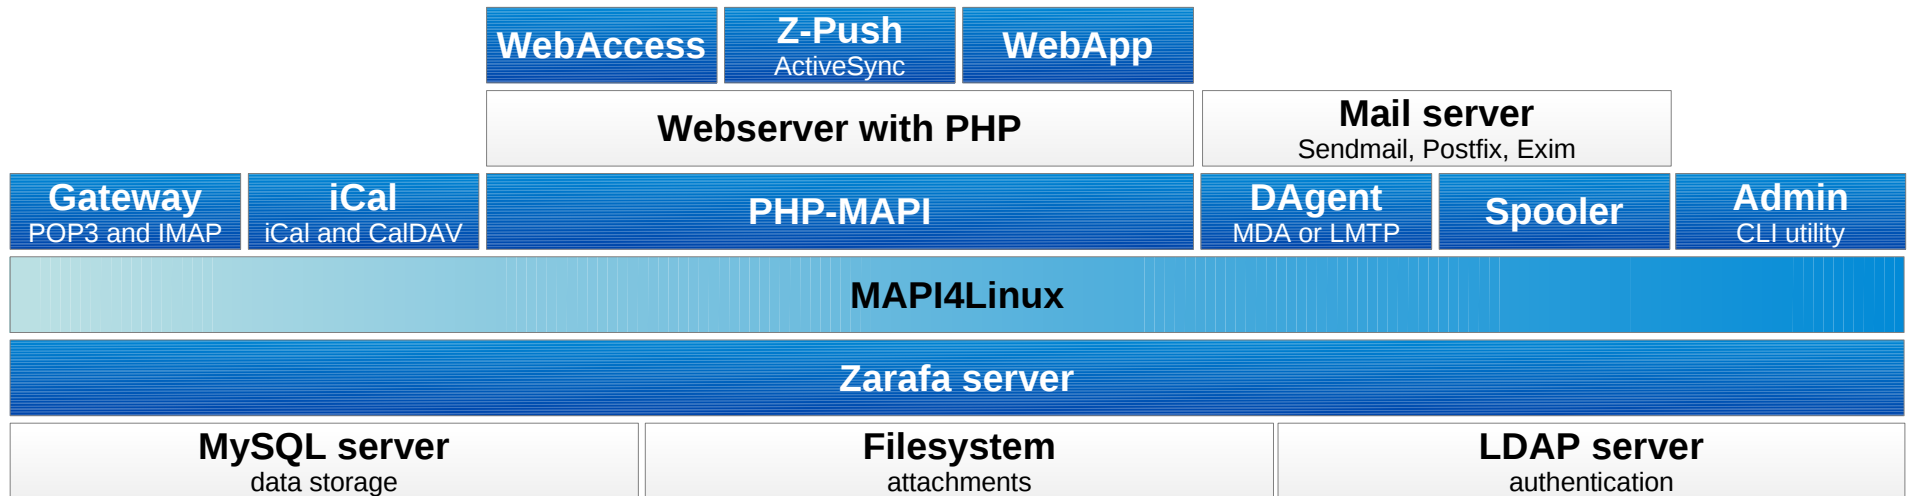 WebAccess
Z-Push
ActiveSync
WebApp
Webserver with PHP
Mail server
Sendmail, Postfix, Exim
Gateway
POP3 and IMAP
iCal
iCal and CalDAV
PHP-MAPI
DAgent
MDA or LMTP
Spooler
Admin
CLI utility
MAPI4Linux
Zarafa server
MySQL server
data storage
Filesystem
attachments
LDAP server
authentication